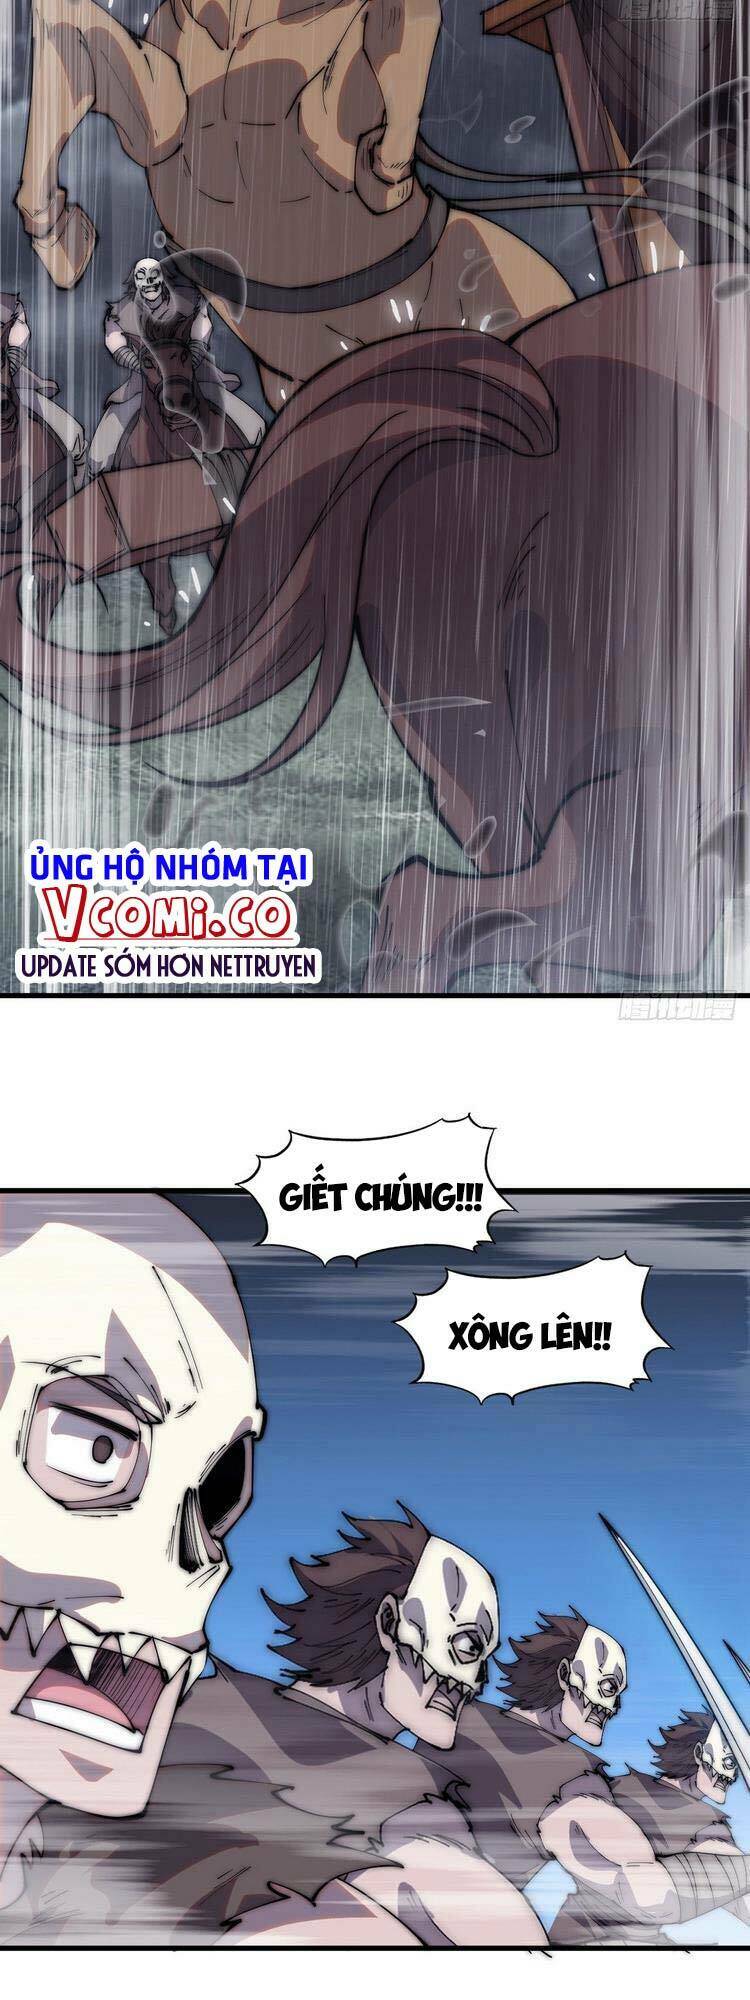 ỦNG HỘ NHÓM TẠI
VCOMI.CO
UPDATE SỚM HƠN NETTRUYEN
GIẾT CHÚNG!!!
XÔNG LÊN!!